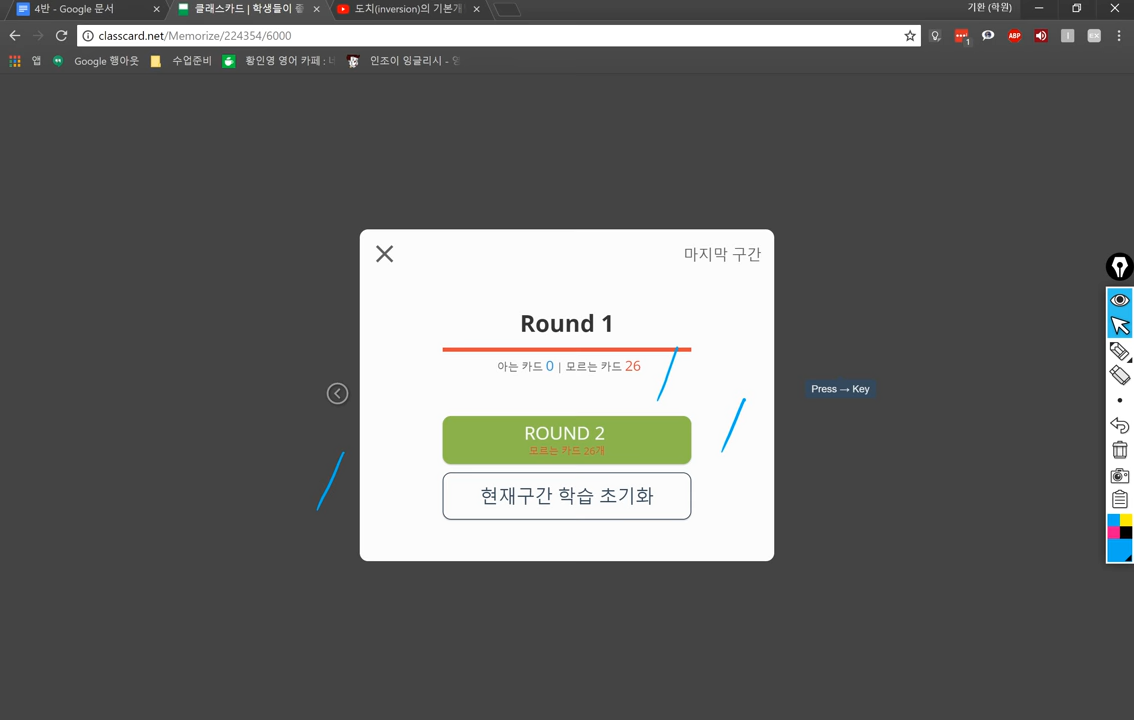 4반 - Google 문서
클래스카드 | 학생들이 좋
도치(inversion)의 기본개
기환 (학원)
classcard.net/Memorize/224354/6000
1
ABP
앱
Google 행아웃
수업준비
황인영 영어 카페 : 네
인조이 잉글리시 - 영
마지막 구간
Round 1
아는 카드 0 | 모르는 카드 26
Press → Key
ROUND 2
모르는 카드 26개
현재구간 학습 초기화